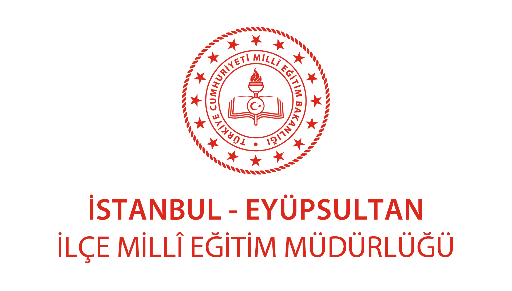 TÜRKİYE CUMHURİYETİ MİLLÎ EĞİTİM BAKANLIĞI
İSTANBUL - EYÜPSULTAN
İLÇE MİLLÎ EĞİTİM MÜDÜRLÜĞÜ